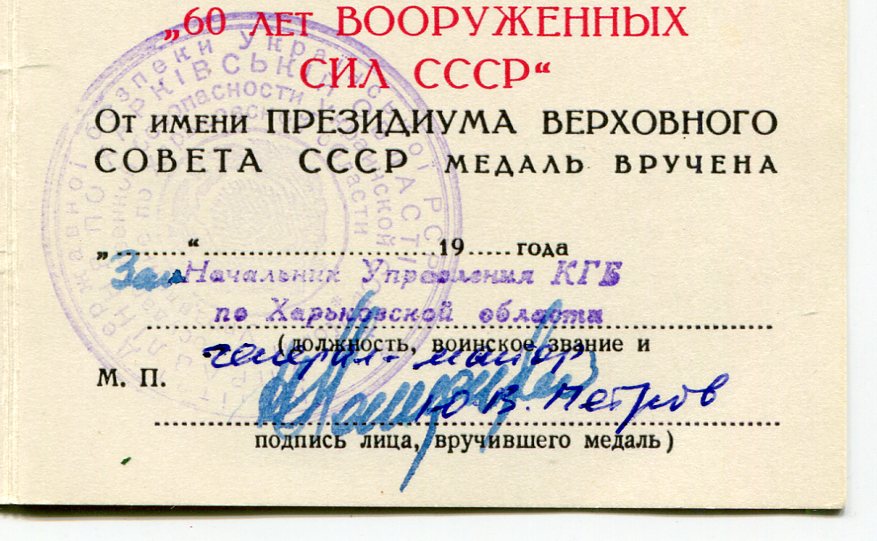 „60 ЛЕТ ВООРУЖЕННЫХ
СИЛ СССР“
От имени ПРЕЗИДИУМА ВЕРХОВНОГО
СОВЕТА СССР МЕДАЛЬ ВРУЧЕНА
„........“ ........................ 19 ..... года
Зам Начальник Управления КГБ
по Харьковской области
(должность, воинское звание и
генерал-майор
М. П.
Ю В. Петров
подпись лица, вручившего медаль)